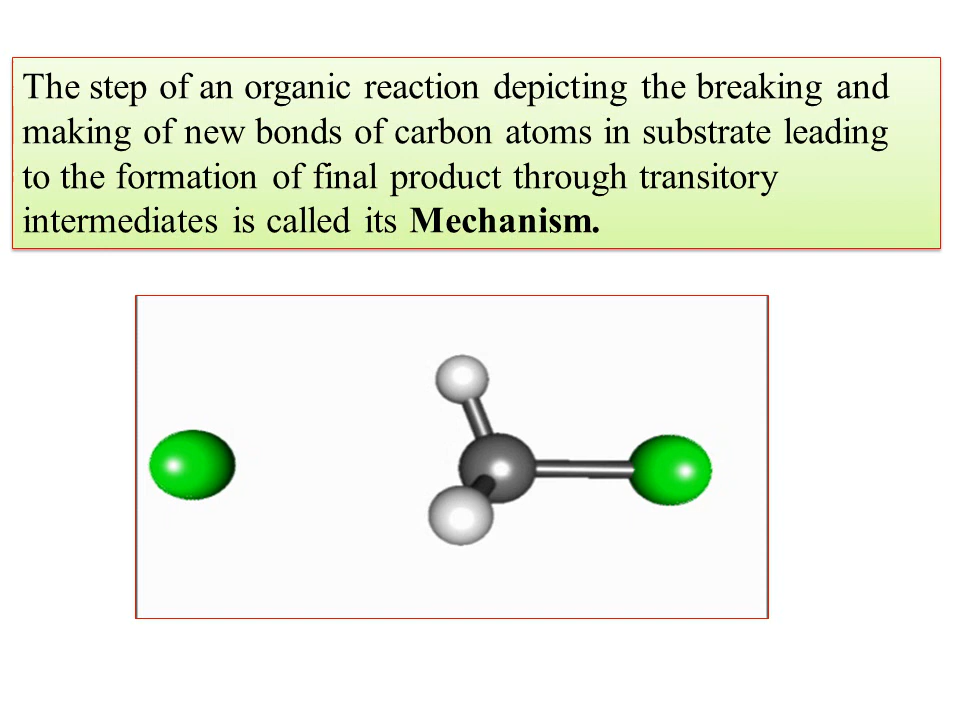 The step of an organic reaction depicting the breaking and
making of new bonds of carbon atoms in substrate leading
to the formation of final product through transitory
intermediates is called its Mechanism.